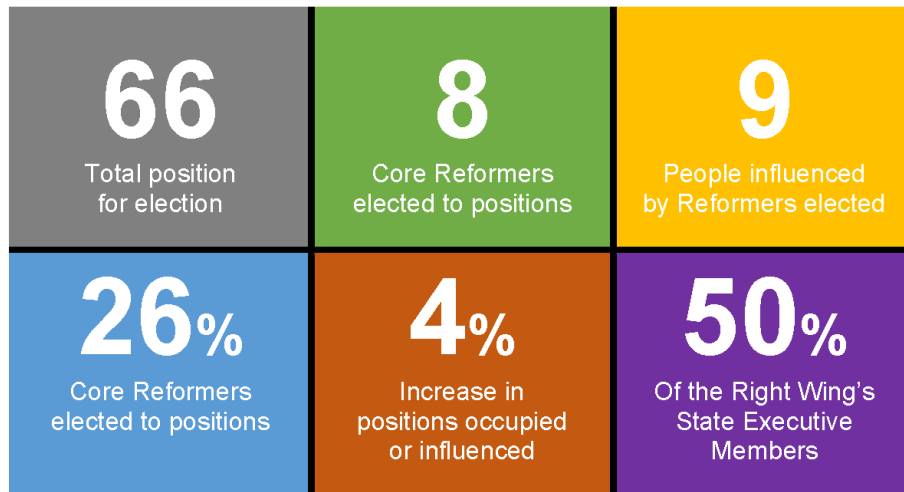 66
Total position
for election
8
Core Reformers
elected to positions
9
People influenced
by Reformers elected
26%
Core Reformers
elected to positions
4%
Increase in
positions occupied
or influenced
50%
Of the Right Wing's
State Executive
Members